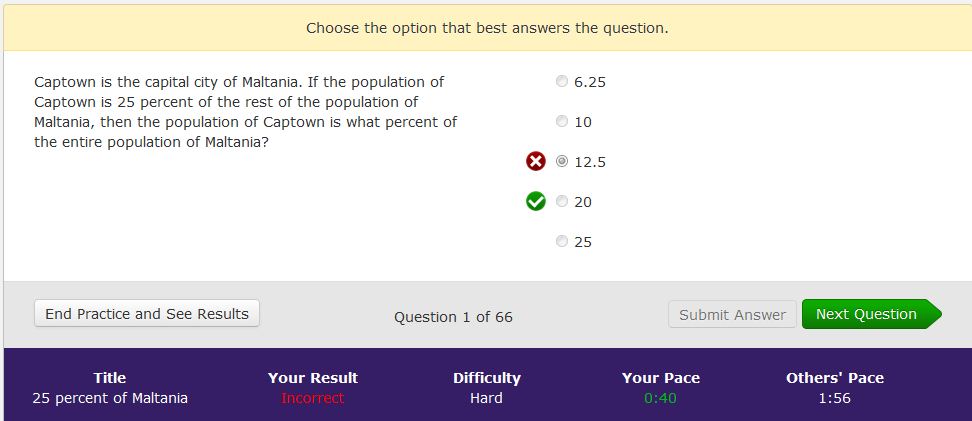 Choose the option that best answers the question.
Captown is the capital city of Maltania. If the population of
Captown is 25 percent of the rest of the population of
Maltania, then the population of Captown is what percent of
the entire population of Maltania?
6.25
10
12.5
20
25
End Practice and See Results
Question 1 of 66
Submit Answer
Next Question
Title
25 percent of Maltania
Your Result
Incorrect
Difficulty
Hard
Your Pace
0:40
Others' Pace
1:56